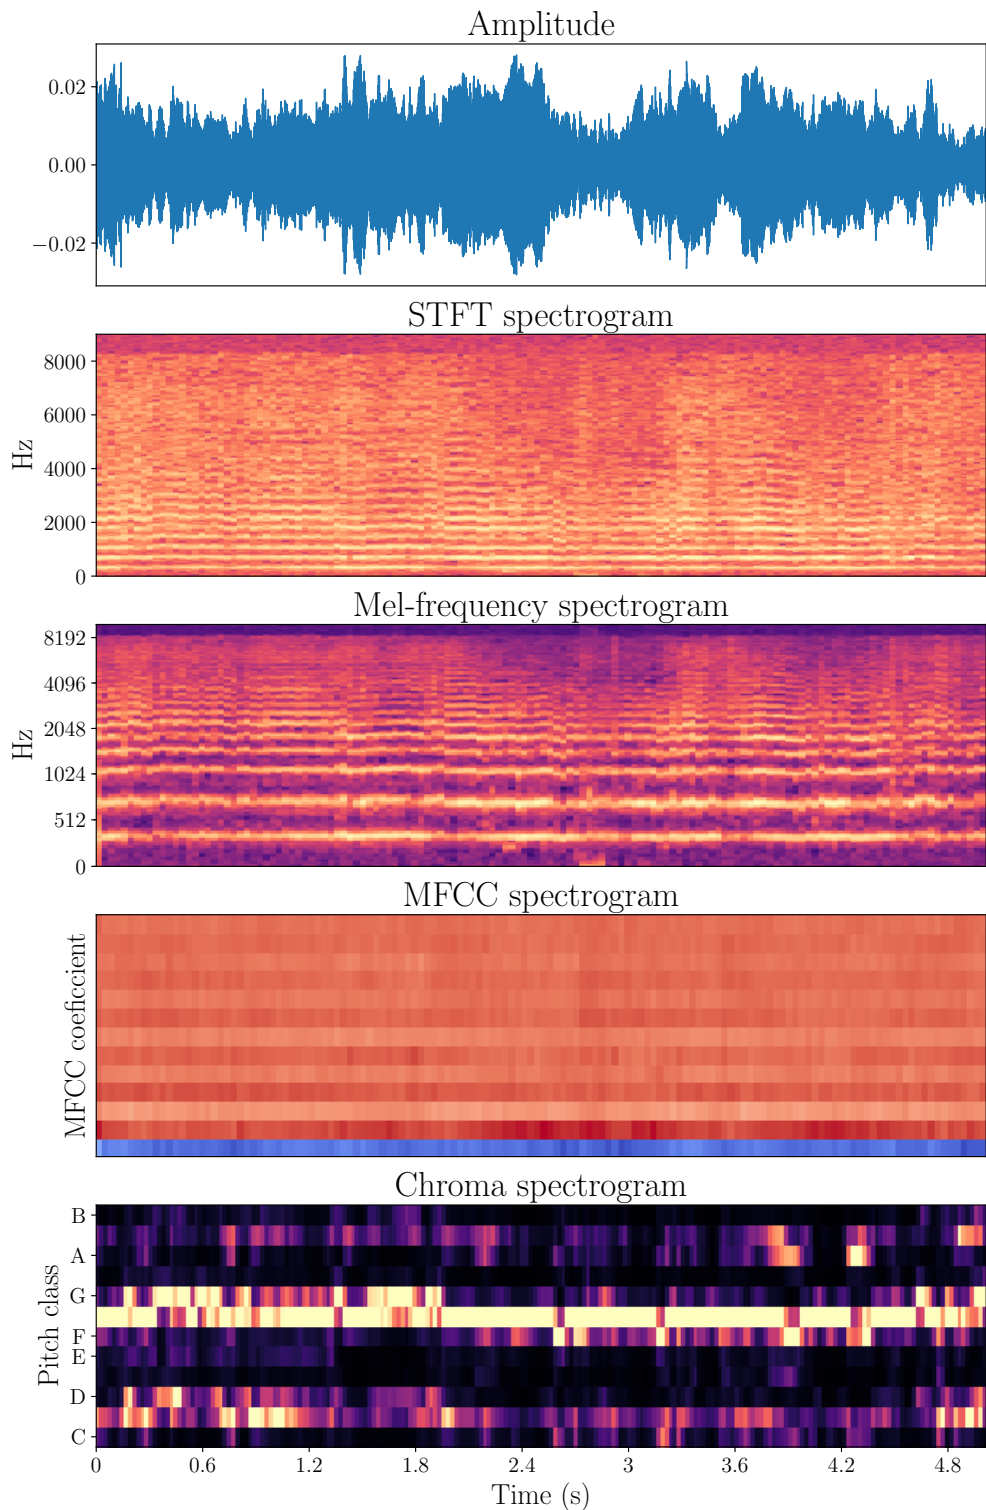 Amplitude
0.02
0.00
−0.02
STFT spectrogram
8000
6000
4000
2000
0
Hz
Mel-frequency spectrogram
8192
4096
2048
1024
512
0
Hz
MFCC spectrogram
MFCC coeficcient
Chroma spectrogram
B
A
G
F
E
D
C
Pitch class
0 0.6 1.2 1.8 2.4 3 3.6 4.2 4.8
Time (s)